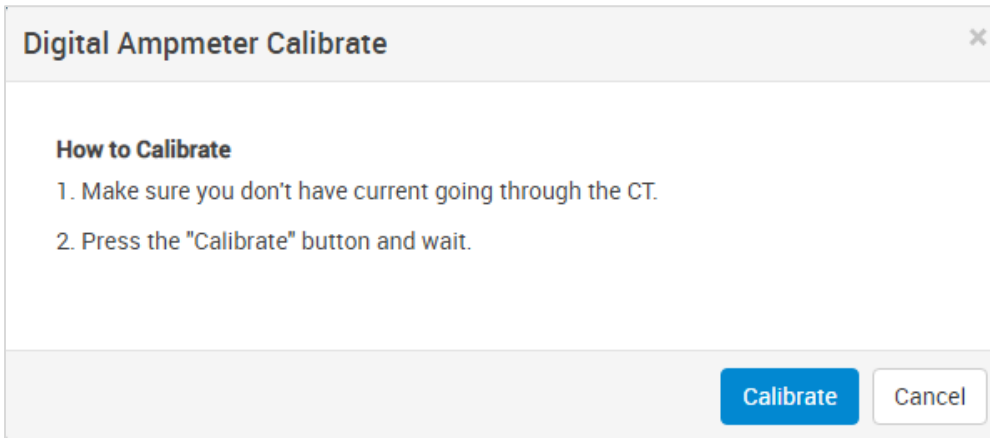 Digital Ampmeter Calibrate
×
How to Calibrate
1. Make sure you don't have current going through the CT.
2. Press the "Calibrate" button and wait.
Calibrate Cancel